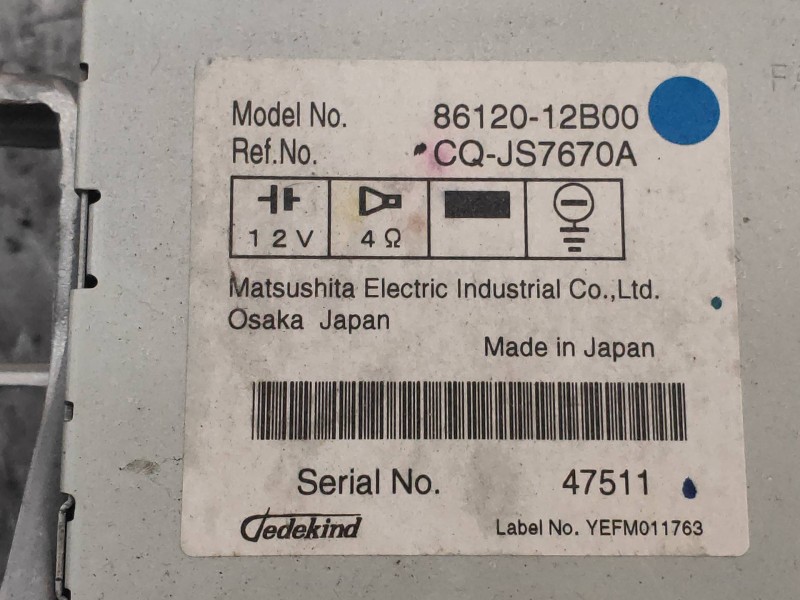 Model No. 86120-12B00
Ref.No. CQ-JS7670A
12V 4Ω
Matsushita Electric Industrial Co.,Ltd.
Osaka Japan
Made in Japan
Serial No. 47511
Gedekind
Label No. YEFM011763